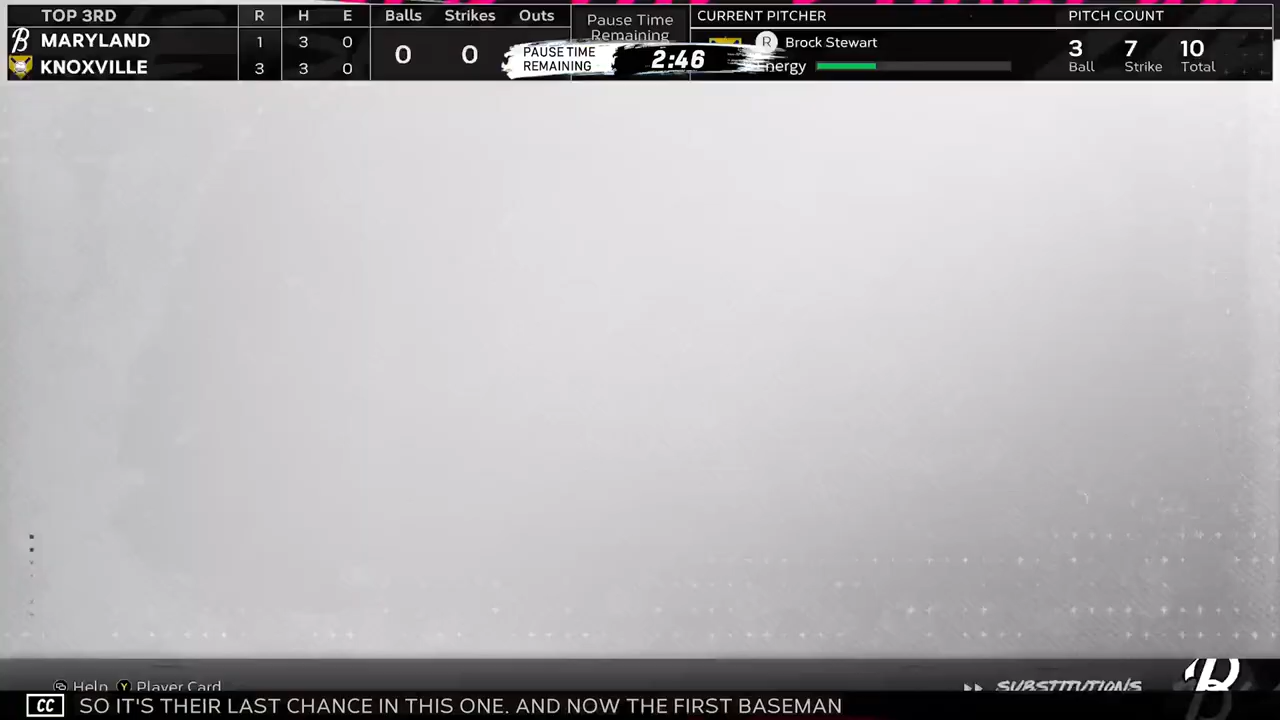 TOP 3RD R H E Balls Strikes Outs
MARYLAND 1 3 0
KNOXVILLE 3 3 0
0 0
Pause Time
Remaining
PAUSE TIME
REMAINING
2:46
CURRENT PITCHER PITCH COUNT
R Brock Stewart
Energy
3 7 10
Ball Strike Total
Help Y Player Card
SUBSTITUTIONS
B
CC SO IT'S THEIR LAST CHANCE IN THIS ONE. AND NOW THE FIRST BASEMAN